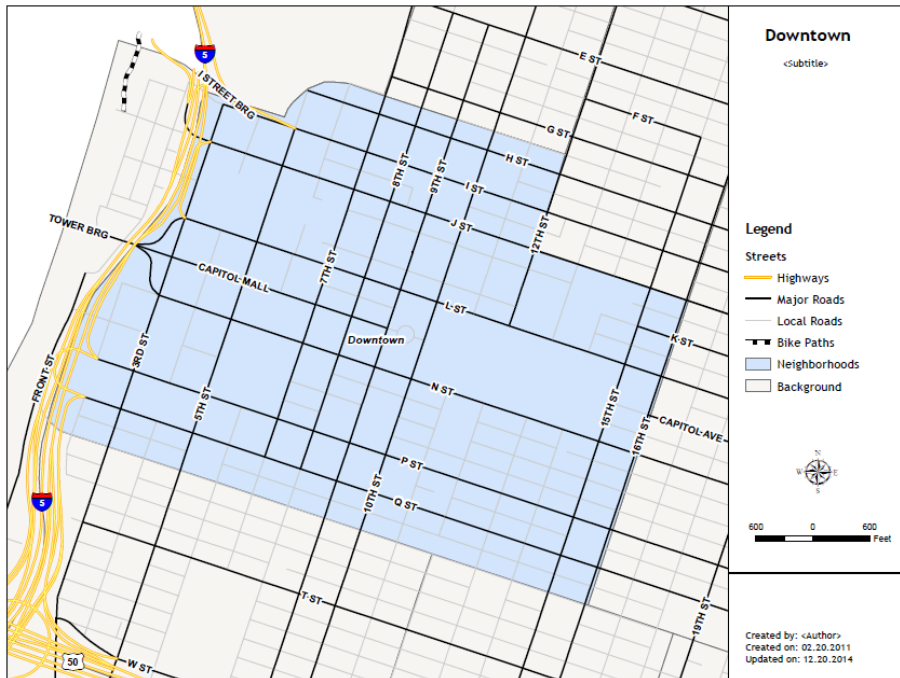 Downtown
<Subtitle>
5
I STREET BRG
E ST
F ST
G ST
H ST
8TH ST
9TH ST
I ST
J ST
12TH ST
TOWER BRG
CAPITOL MALL
7TH ST
L ST
K ST
Downtown
3RD ST
FRONT ST
5TH ST
N ST
15TH ST
16TH ST
CAPITOL AVE
P ST
Q ST
10TH ST
5
T ST
19TH ST
50
W ST
Legend
Streets
Highways
Major Roads
Local Roads
Bike Paths
Neighborhoods
Background
N
W E
S
600 0 600
Feet
Created by: <Author>
Created on: 02.20.2011
Updated on: 12.20.2014